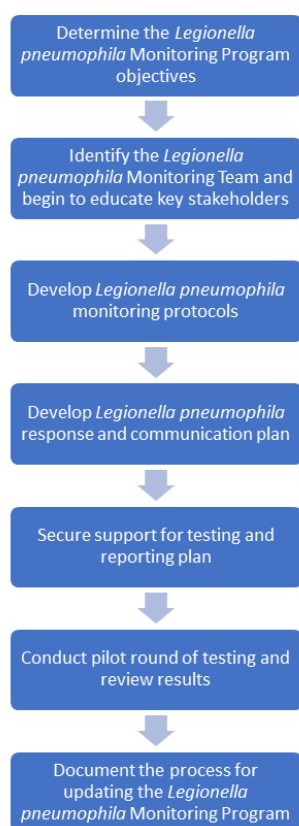 Determine the Legionella
pneumophila Monitoring Program
objectives
Identify the Legionella
pneumophila Monitoring Team and
begin to educate key stakeholders
Develop Legionella pneumophila
monitoring protocols
Develop Legionella pneumophila
response and communication plan
Secure support for testing and
reporting plan
Conduct pilot round of testing and
review results
Document the process for
updating the Legionella
pneumophila Monitoring Program